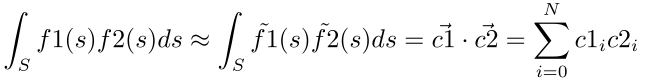 ∫_S f1(s)f2(s)ds ≈ ∫_S f̃1(s)f̃2(s)ds = c⃗1 · c⃗2 = ∑_{i=0}^{N} c1_i c2_i